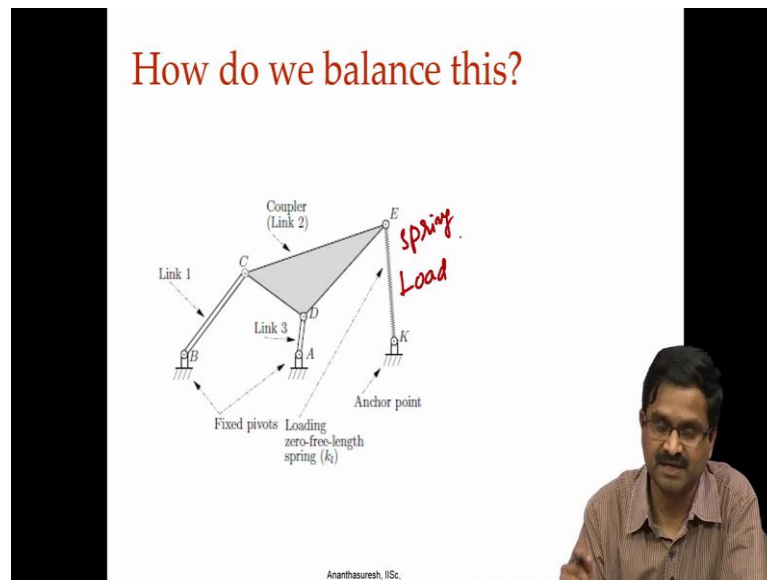 How do we balance this?
Coupler
(Link 2)
E
spring
Load
C
Link 1
D
Link 3
K
B
A
Anchor point
Fixed pivots
Loading
zero-free-length
spring (kl)
Ananthasuresh, IISc,